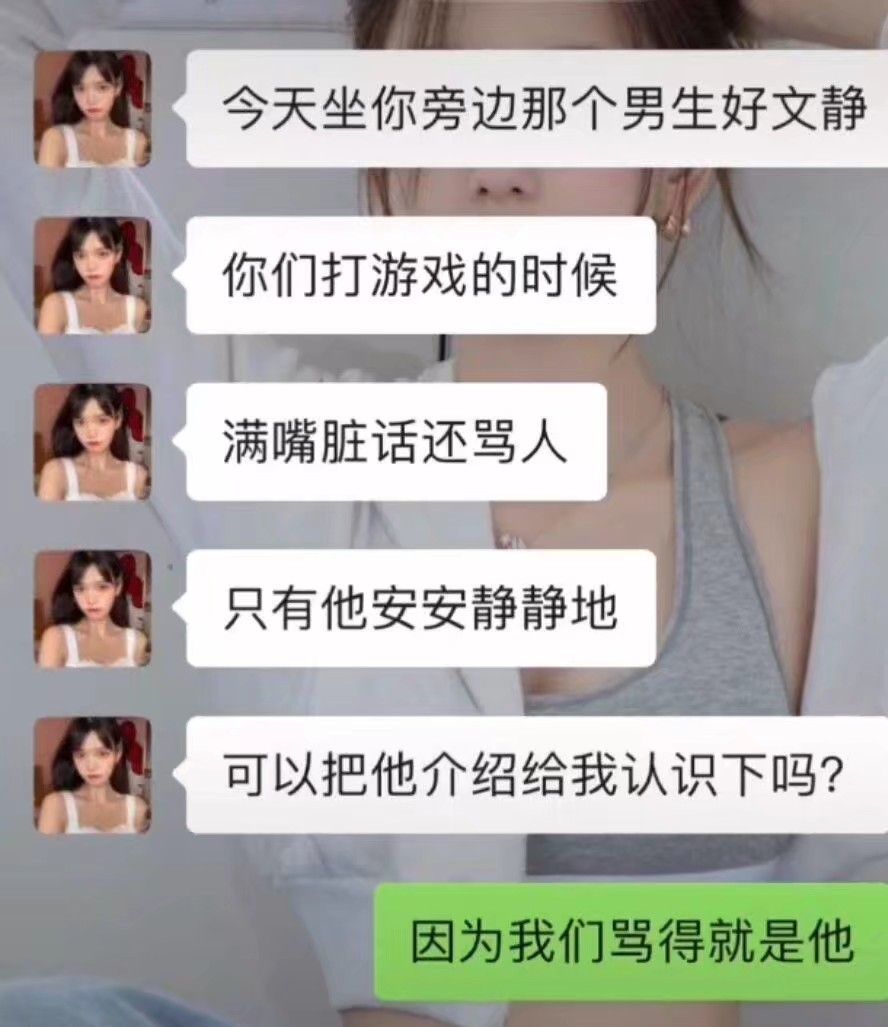 今天坐你旁边那个男生好文静
你们打游戏的时候
满嘴脏话还骂人
只有他安安静静地
可以把他介绍给我认识下吗?
因为我们骂得就是他